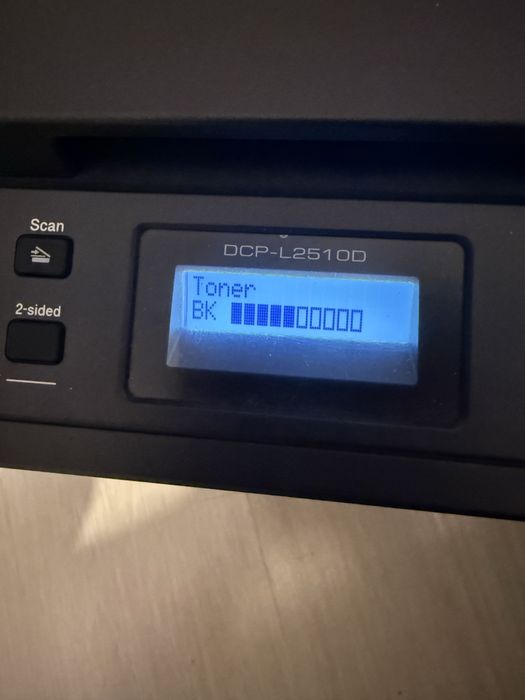 Scan
DCP-L2510D
Toner
2-sided
BK